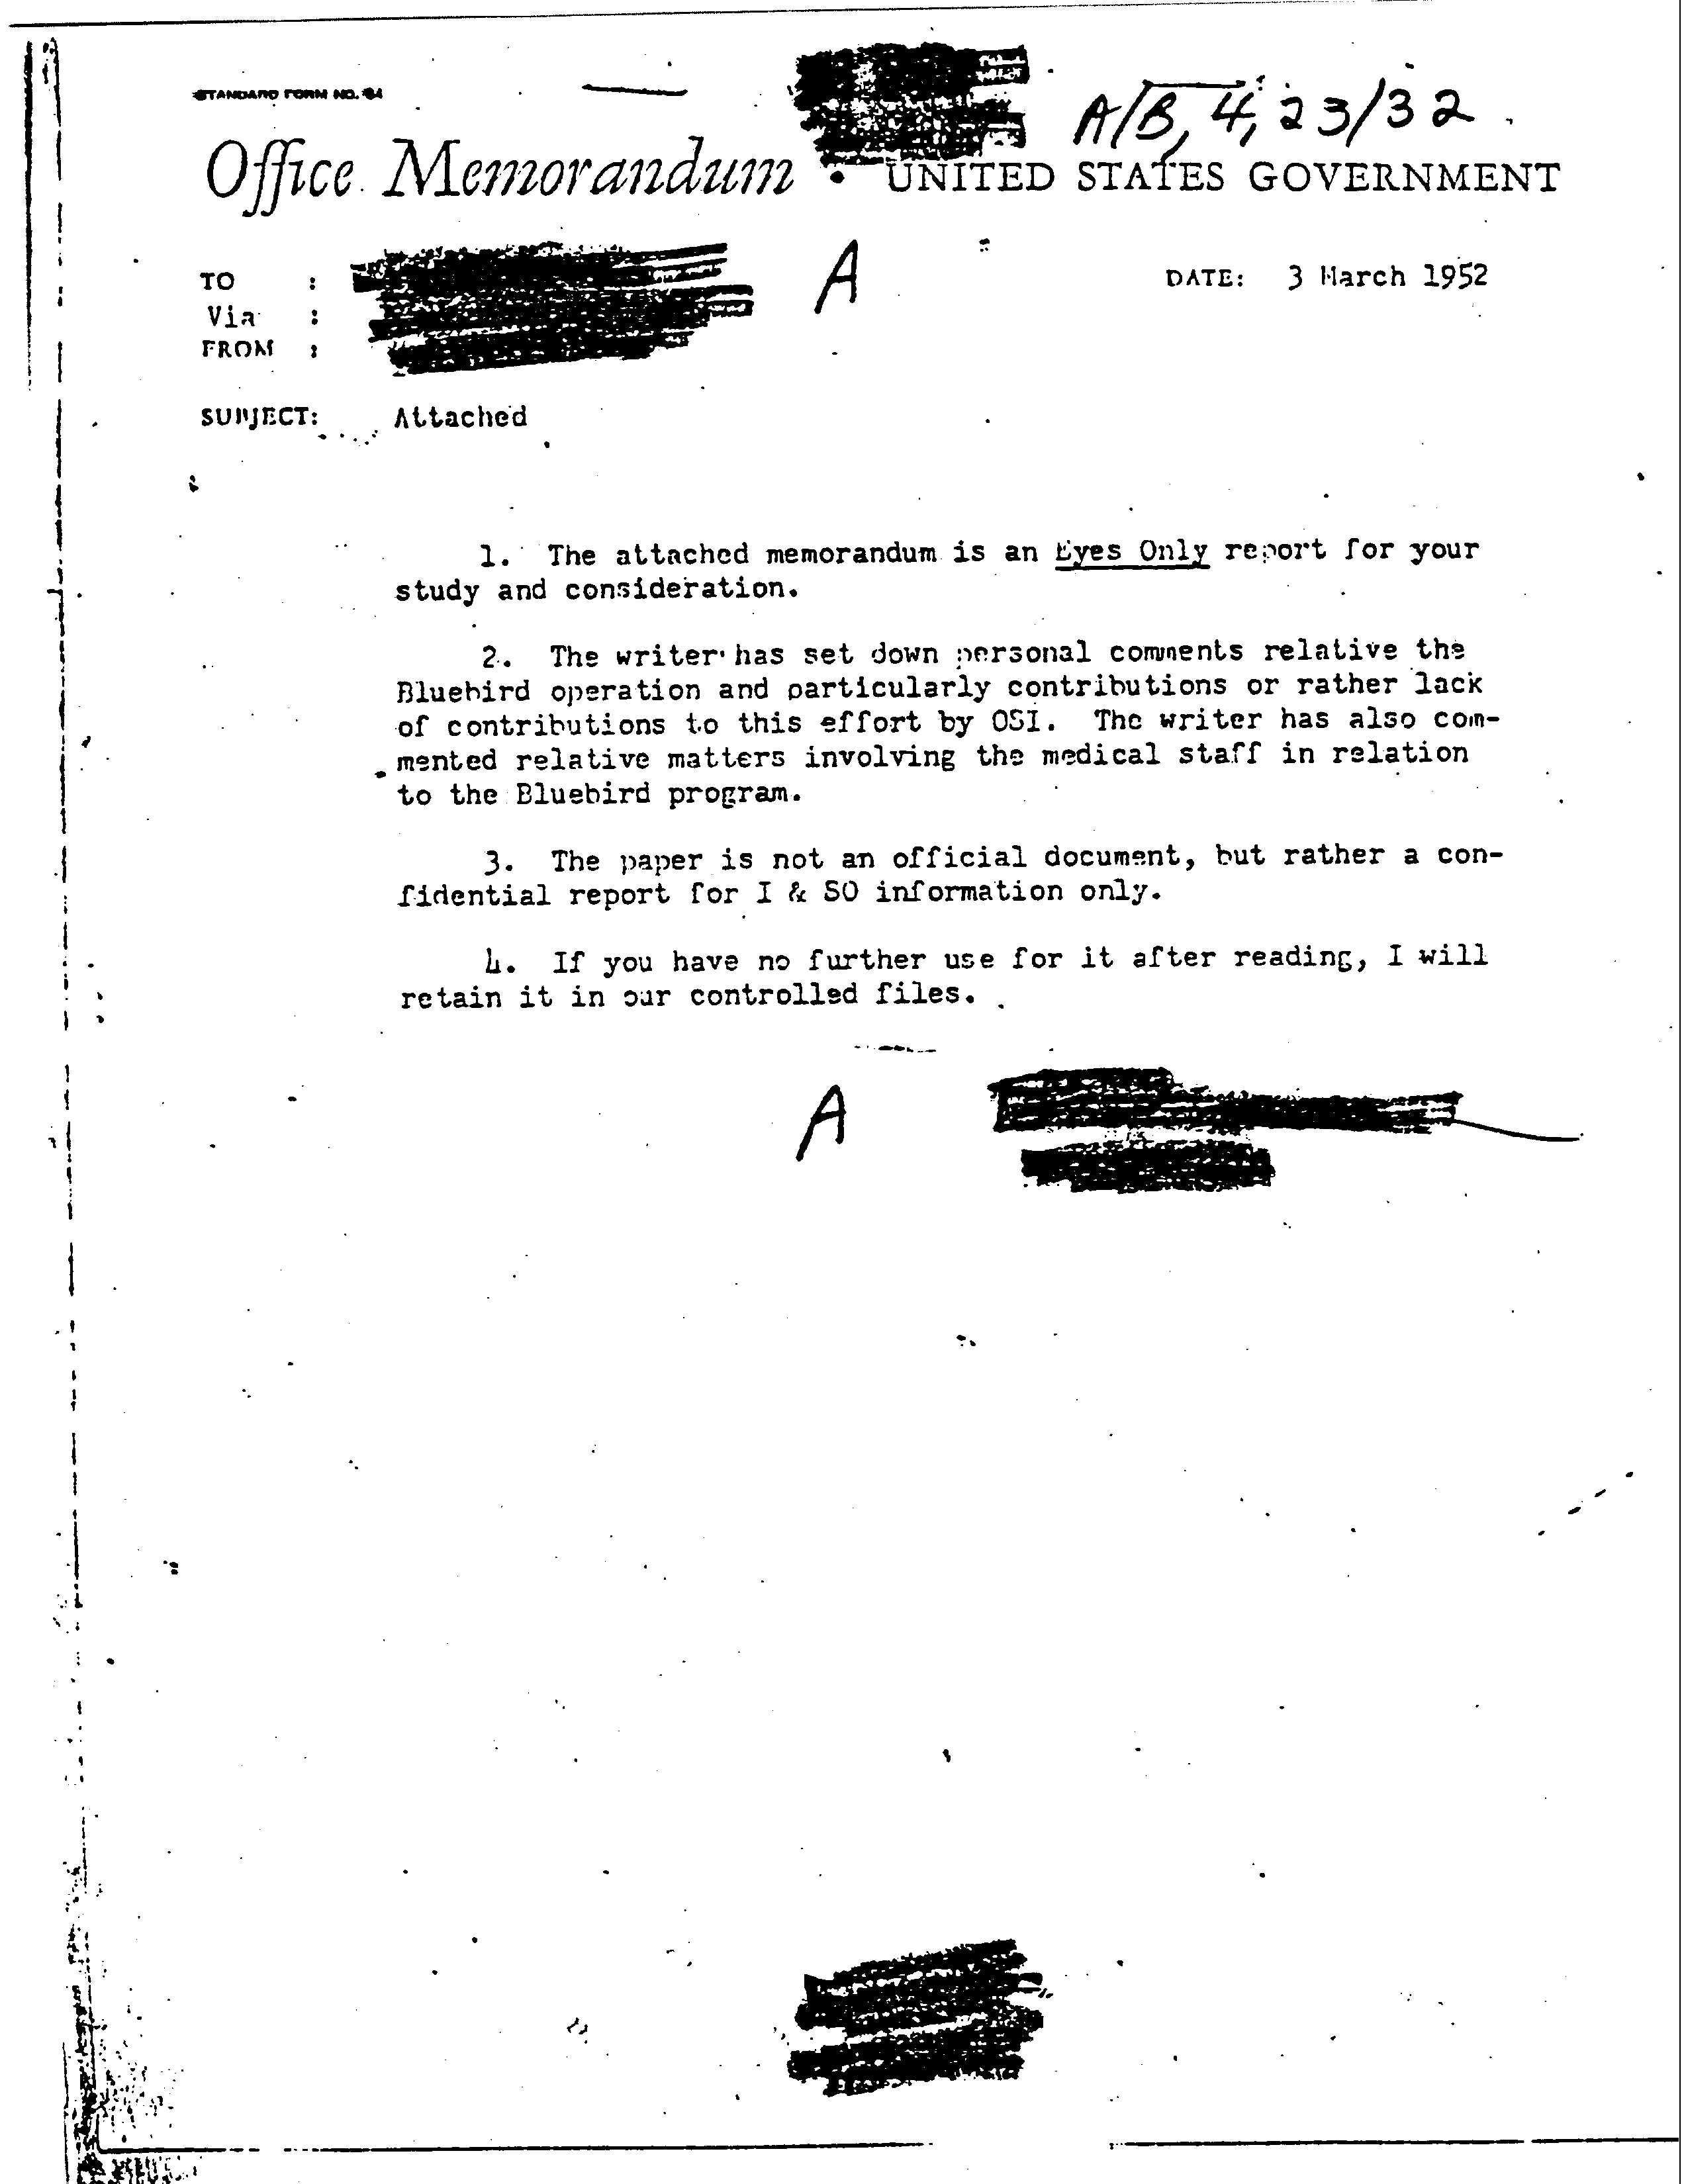 STANDARD FORM NO. 64
A/B, 4, 23/32
Office Memorandum • UNITED STATES GOVERNMENT
TO :
A
DATE: 3 March 1952
Via :
FROM :
SUBJECT: Attached
1. The attached memorandum is an Eyes Only report for your
study and consideration.
2. The writer has set down personal comments relative the
Bluebird operation and particularly contributions or rather lack
of contributions to this effort by OSI. The writer has also com-
mented relative matters involving the medical staff in relation
to the Bluebird program.
3. The paper is not an official document, but rather a con-
fidential report for I & SO information only.
4. If you have no further use for it after reading, I will
retain it in our controlled files.
A